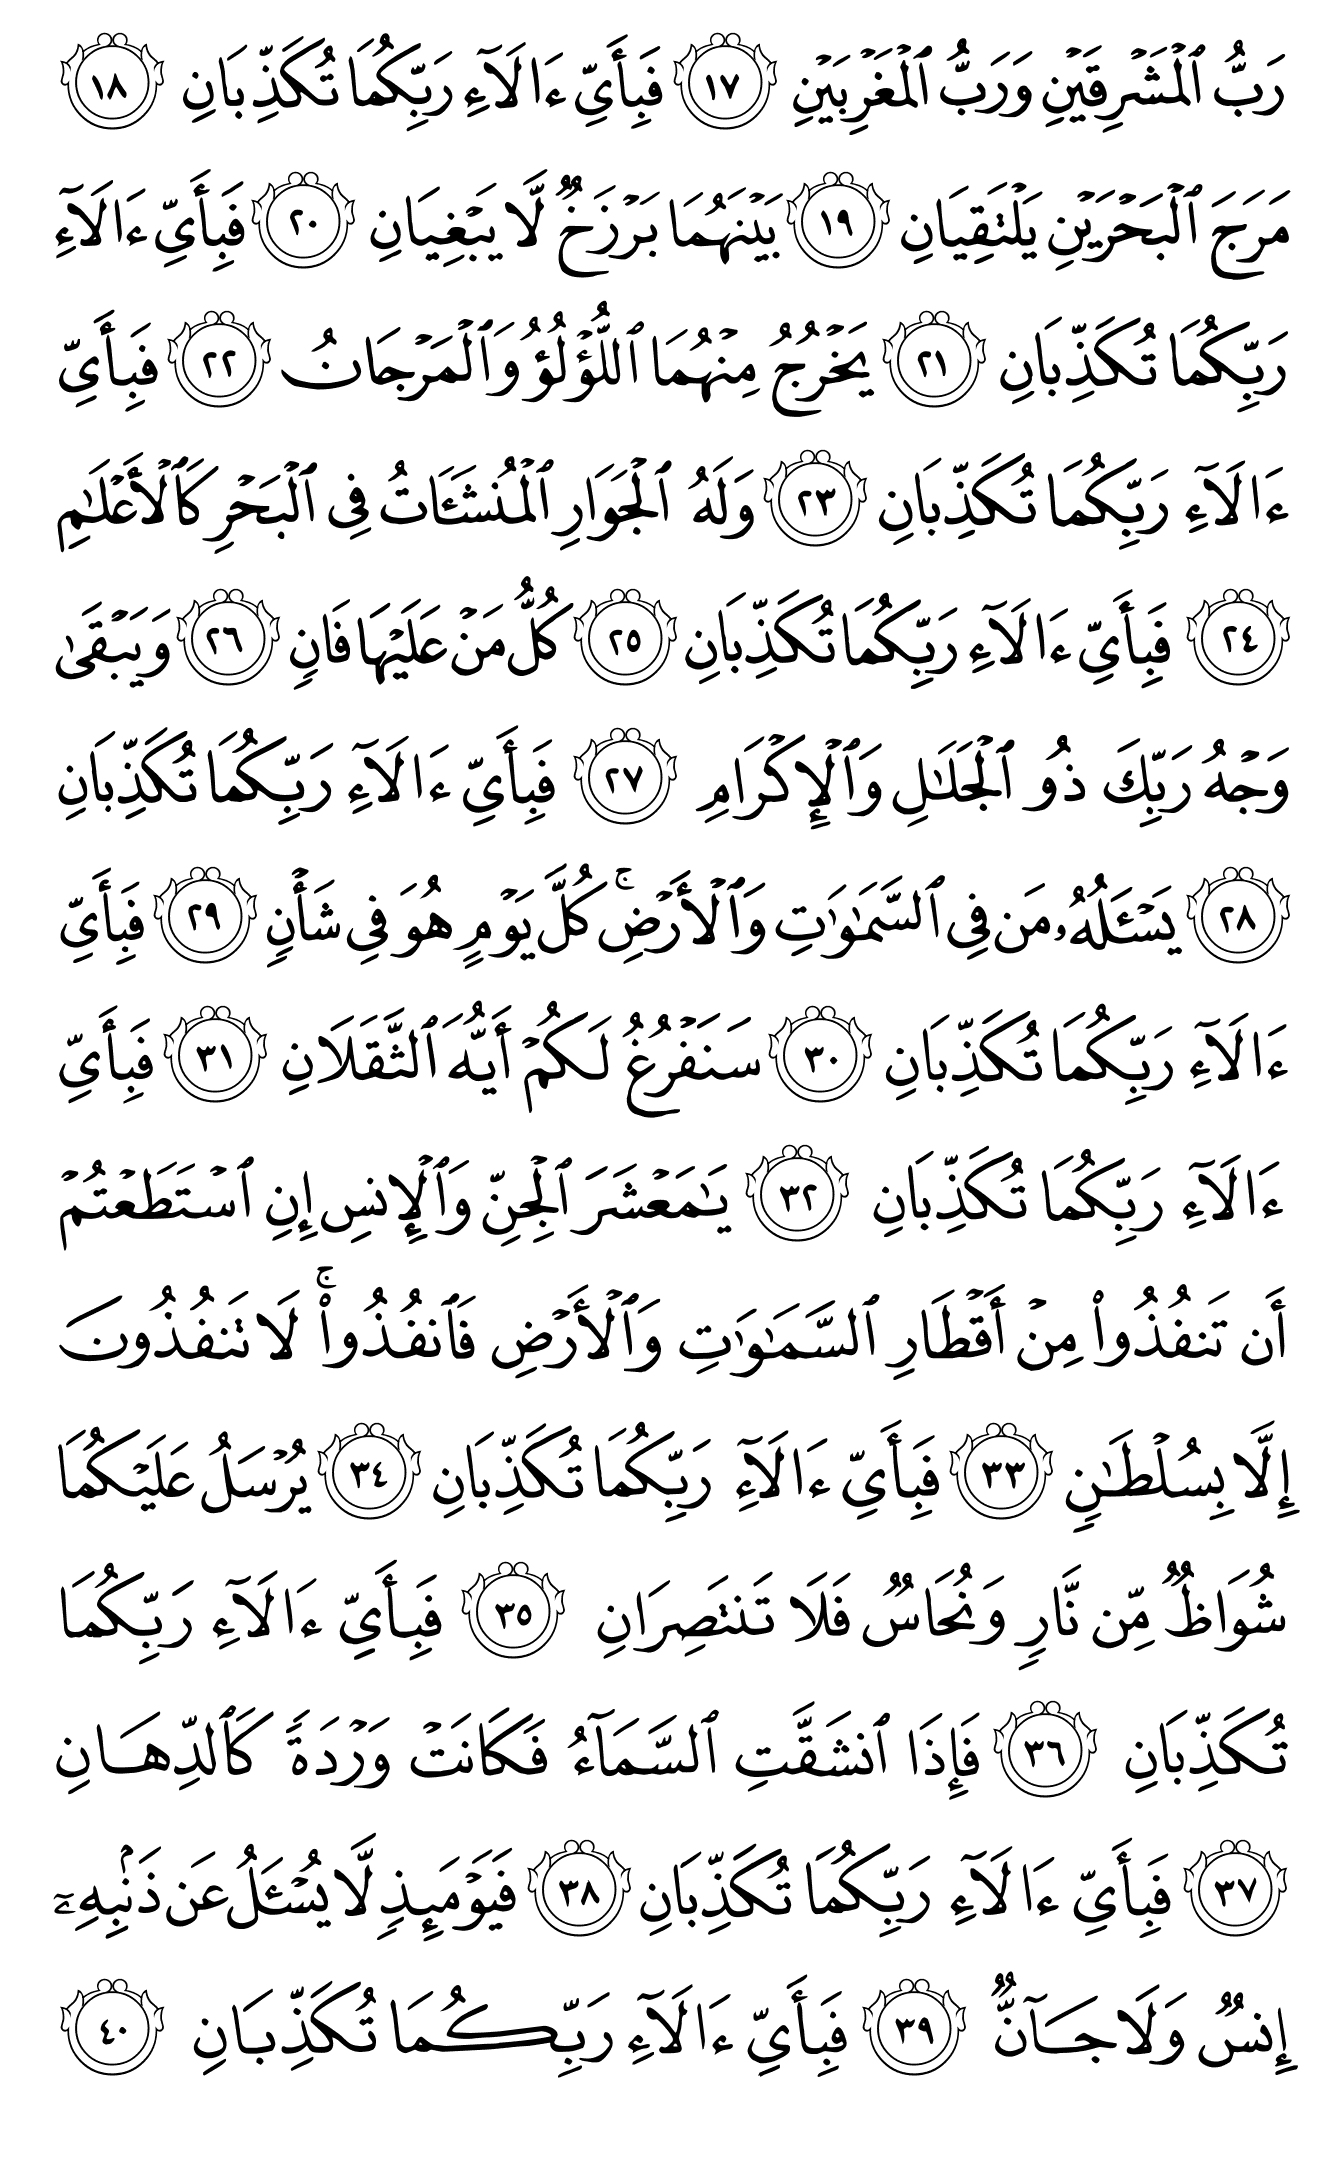 رَبُّ ٱلْمَشْرِقَيْنِ وَرَبُّ ٱلْمَغْرِبَيْنِ ١٧ فَبِأَىِّ ءَالَآءِ رَبِّكُمَا تُكَذِّبَانِ ١٨
مَرَجَ ٱلْبَحْرَيْنِ يَلْتَقِيَانِ ١٩ بَيْنَهُمَا بَرْزَخٌ لَّا يَبْغِيَانِ ٢٠ فَبِأَىِّ ءَالَآءِ
رَبِّكُمَا تُكَذِّبَانِ ٢١ يَخْرُجُ مِنْهُمَا ٱللُّؤْلُؤُ وَٱلْمَرْجَانُ ٢٢ فَبِأَىِّ
ءَالَآءِ رَبِّكُمَا تُكَذِّبَانِ ٢٣ وَلَهُ ٱلْجَوَارِ ٱلْمُنشَـَٔاتُ فِى ٱلْبَحْرِ كَٱلْأَعْلَـٰمِ
٢٤ فَبِأَىِّ ءَالَآءِ رَبِّكُمَا تُكَذِّبَانِ ٢٥ كُلُّ مَنْ عَلَيْهَا فَانٍ ٢٦ وَيَبْقَىٰ
وَجْهُ رَبِّكَ ذُو ٱلْجَلَـٰلِ وَٱلْإِكْرَامِ ٢٧ فَبِأَىِّ ءَالَآءِ رَبِّكُمَا تُكَذِّبَانِ
٢٨ يَسْـَٔلُهُۥ مَن فِى ٱلسَّمَـٰوَٰتِ وَٱلْأَرْضِ ۚ كُلَّ يَوْمٍ هُوَ فِى شَأْنٍ ٢٩ فَبِأَىِّ
ءَالَآءِ رَبِّكُمَا تُكَذِّبَانِ ٣٠ سَنَفْرُغُ لَكُمْ أَيُّهَ ٱلثَّقَلَانِ ٣١ فَبِأَىِّ
ءَالَآءِ رَبِّكُمَا تُكَذِّبَانِ ٣٢ يَـٰمَعْشَرَ ٱلْجِنِّ وَٱلْإِنسِ إِنِ ٱسْتَطَعْتُمْ
أَن تَنفُذُوا۟ مِنْ أَقْطَارِ ٱلسَّمَـٰوَٰتِ وَٱلْأَرْضِ فَٱنفُذُوا۟ ۚ لَا تَنفُذُونَ
إِلَّا بِسُلْطَـٰنٍ ٣٣ فَبِأَىِّ ءَالَآءِ رَبِّكُمَا تُكَذِّبَانِ ٣٤ يُرْسَلُ عَلَيْكُمَا
شُوَاظٌ مِّن نَّارٍ وَنُحَاسٌ فَلَا تَنتَصِرَانِ ٣٥ فَبِأَىِّ ءَالَآءِ رَبِّكُمَا
تُكَذِّبَانِ ٣٦ فَإِذَا ٱنشَقَّتِ ٱلسَّمَآءُ فَكَانَتْ وَرْدَةً كَٱلدِّهَانِ
٣٧ فَبِأَىِّ ءَالَآءِ رَبِّكُمَا تُكَذِّبَانِ ٣٨ فَيَوْمَئِذٍ لَّا يُسْـَٔلُ عَن ذَنۢبِهِۦٓ
إِنسٌ وَلَا جَآنٌّ ٣٩ فَبِأَىِّ ءَالَآءِ رَبِّكُمَا تُكَذِّبَانِ ٤٠